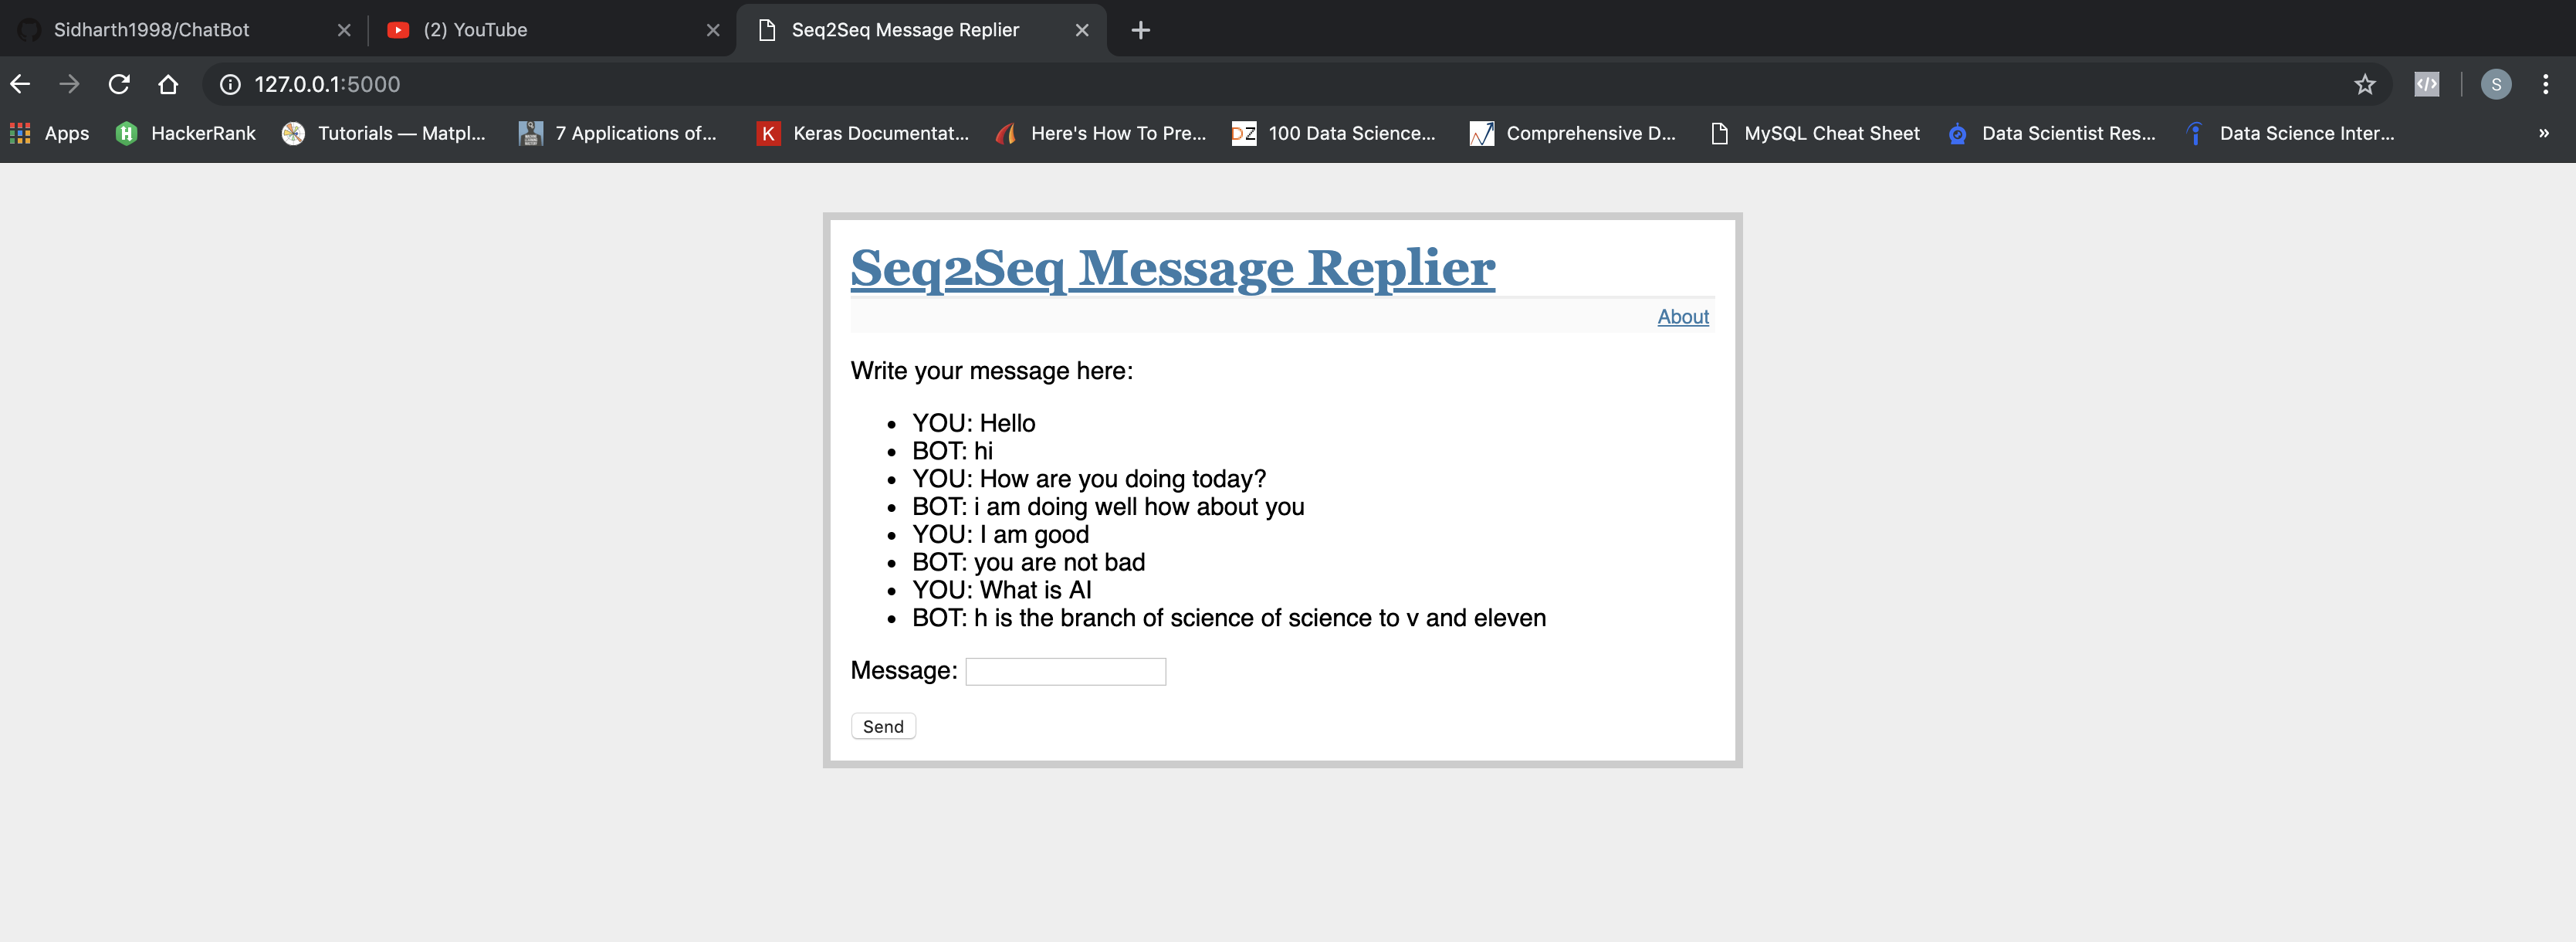 Sidharth1998/ChatBot (2) YouTube Seq2Seq Message Replier
127.0.0.1:5000 </> S
Apps H HackerRank Tutorials — Matpl... 7 Applications of... K Keras Documentat... Here's How To Pre... DZ 100 Data Science... Comprehensive D... MySQL Cheat Sheet Data Scientist Res... Data Science Inter... »
Seq2Seq Message Replier
About
Write your message here:
• YOU: Hello
• BOT: hi
• YOU: How are you doing today?
• BOT: i am doing well how about you
• YOU: I am good
• BOT: you are not bad
• YOU: What is AI
• BOT: h is the branch of science of science to v and eleven
Message:
Send